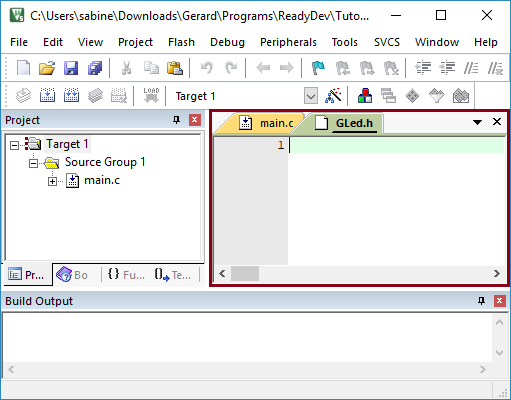 C:\Users\sabine\Downloads\Gerard\Programs\ReadyDev\Tuto...
File Edit View Project Flash Debug Peripherals Tools SVCS Window Help
LOAD Target 1
Project
Target 1
Source Group 1
main.c
Pr... Bo Fu... Te...
main.c GLed.h
1
Build Output